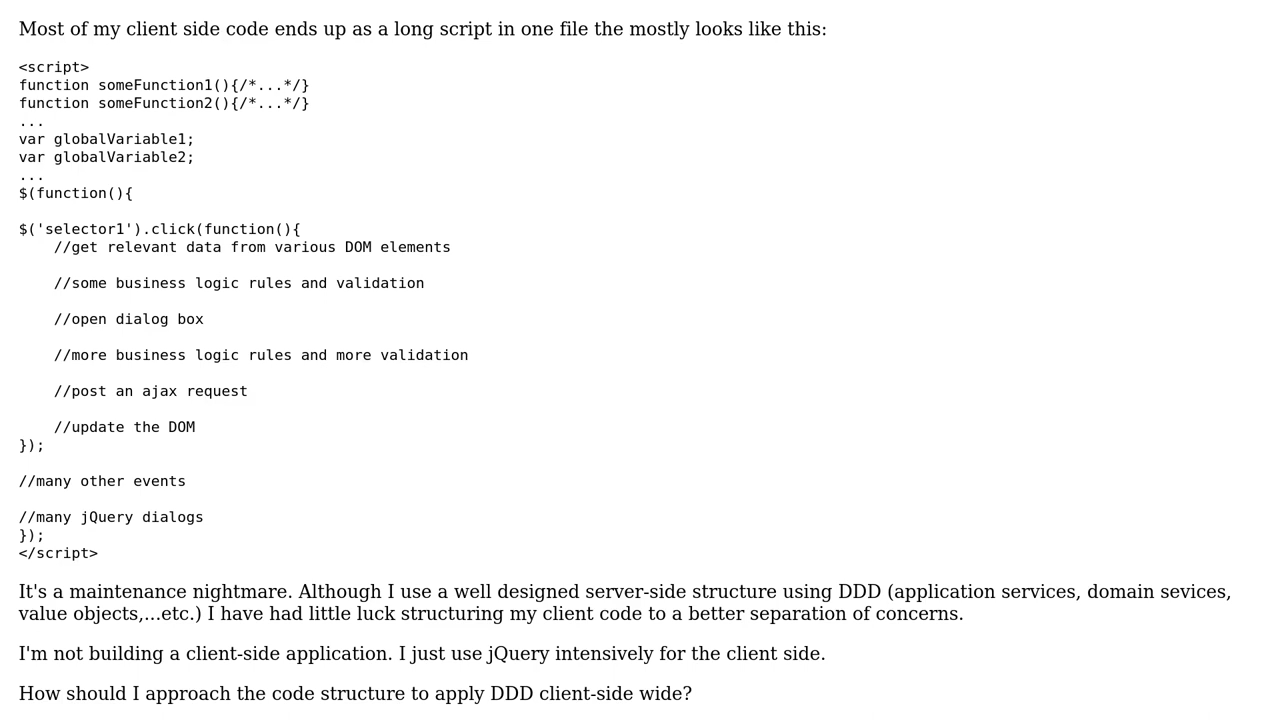 Most of my client side code ends up as a long script in one file the mostly looks like this:
<script>
function someFunction1(){/*...*/}
function someFunction2(){/*...*/}
...
var globalVariable1;
var globalVariable2;
...
$(function(){
$('selector1').click(function(){
//get relevant data from various DOM elements
//some business logic rules and validation
//open dialog box
//more business logic rules and more validation
//post an ajax request
//update the DOM
});
//many other events
//many jQuery dialogs
});
</script>
It's a maintenance nightmare. Although I use a well designed server-side structure using DDD (application services, domain sevices,
value objects,...etc.) I have had little luck structuring my client code to a better separation of concerns.
I'm not building a client-side application. I just use jQuery intensively for the client side.
How should I approach the code structure to apply DDD client-side wide?